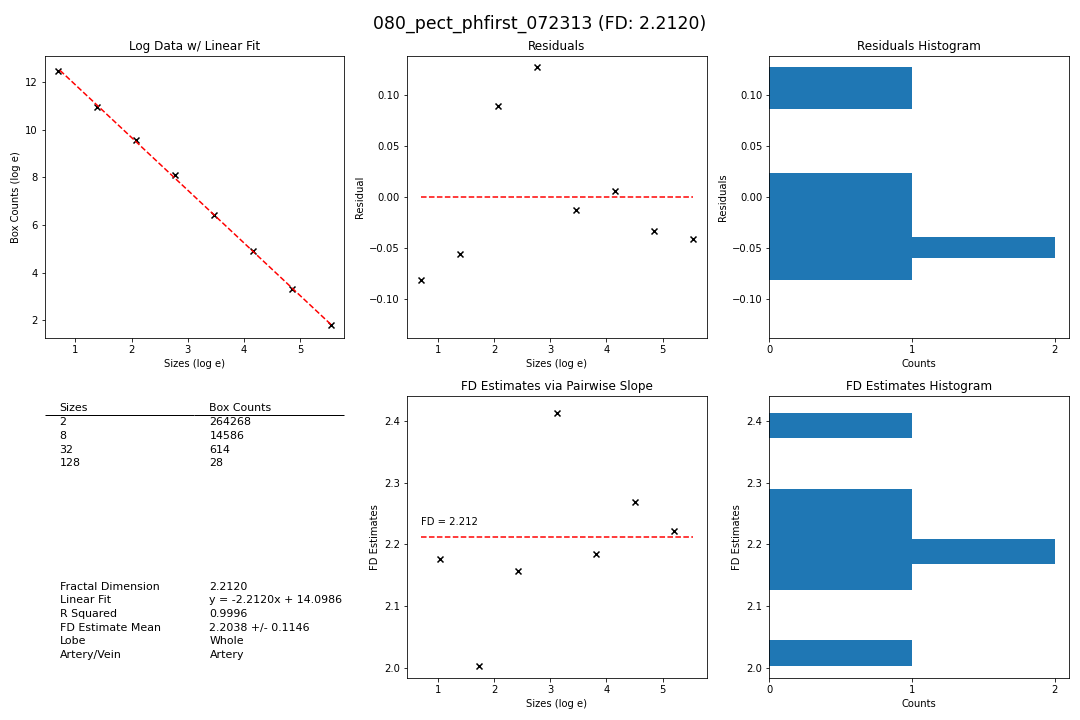 080_pect_phfirst_072313 (FD: 2.2120)
Log Data w/ Linear Fit
Box Counts (log e)
12
10
8
6
4
2
1 2 3 4 5
Sizes (log e)
Residuals
Residual
0.10
0.05
0.00
−0.05
−0.10
1 2 3 4 5
Sizes (log e)
Residuals Histogram
Residuals
0.10
0.05
0.00
−0.05
−0.10
0 1 2
Counts
Sizes Box Counts
2 264268
8 14586
32 614
128 28
Fractal Dimension 2.2120
Linear Fit y = -2.2120x + 14.0986
R Squared 0.9996
FD Estimate Mean 2.2038 +/- 0.1146
Lobe Whole
Artery/Vein Artery
FD Estimates via Pairwise Slope
FD Estimates
2.4
2.3
2.2
2.1
2.0
FD = 2.212
1 2 3 4 5
Sizes (log e)
FD Estimates Histogram
FD Estimates
2.4
2.3
2.2
2.1
2.0
0 1 2
Counts